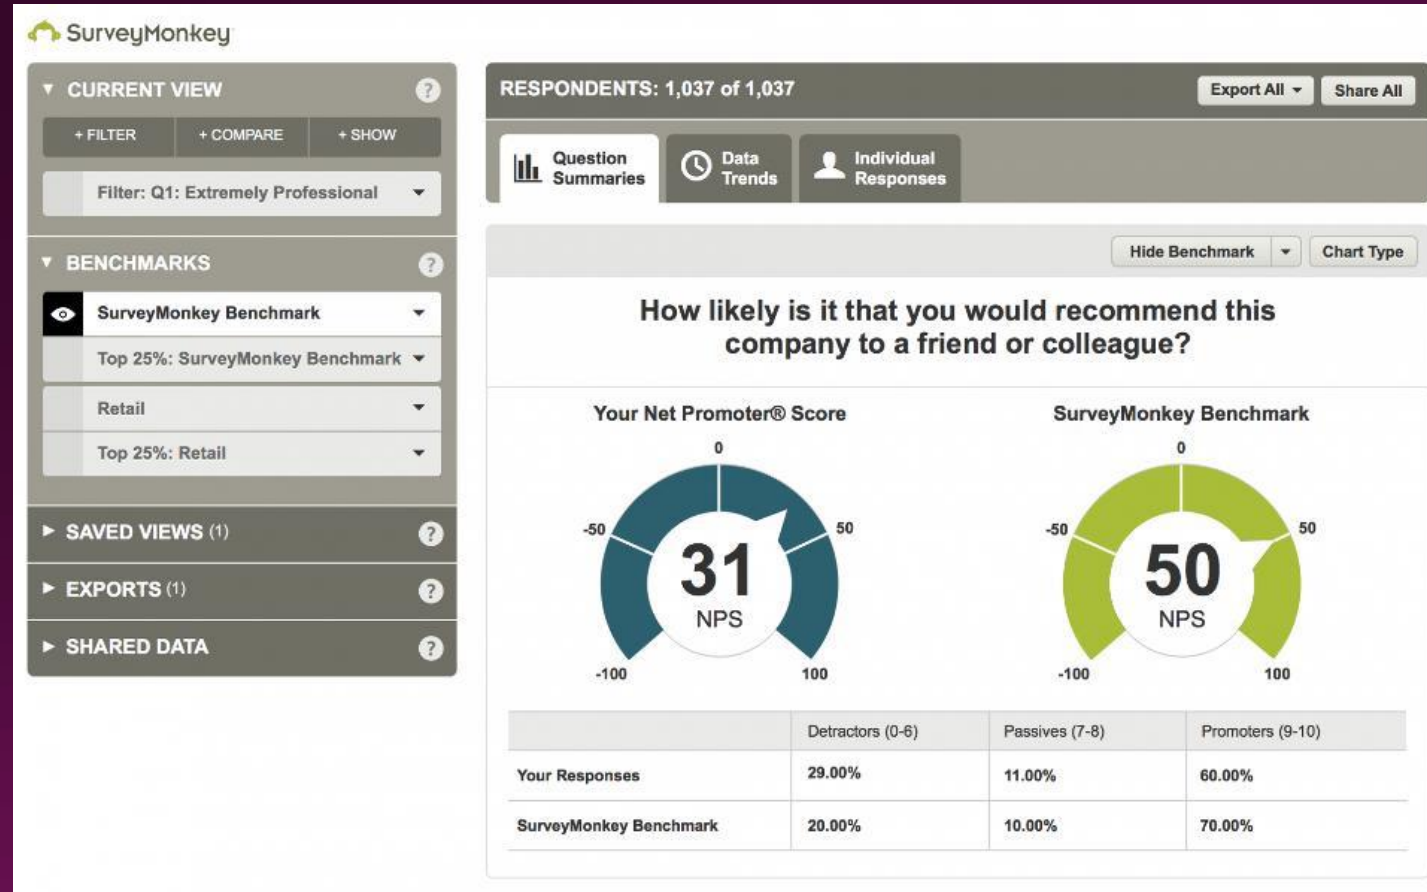 SurveyMonkey
CURRENT VIEW ?
+ FILTER + COMPARE + SHOW
Filter: Q1: Extremely Professional
BENCHMARKS ?
SurveyMonkey Benchmark
Top 25%: SurveyMonkey Benchmark
Retail
Top 25%: Retail
SAVED VIEWS (1) ?
EXPORTS (1) ?
SHARED DATA ?
RESPONDENTS: 1,037 of 1,037 Export All Share All
Question
Summaries
Data
Trends
Individual
Responses
Hide Benchmark Chart Type
How likely is it that you would recommend this
company to a friend or colleague?
Your Net Promoter® Score
0
-50 50
31
NPS
-100 100
SurveyMonkey Benchmark
0
-50 50
50
NPS
-100 100
Detractors (0-6) Passives (7-8) Promoters (9-10)
Your Responses 29.00% 11.00% 60.00%
SurveyMonkey Benchmark 20.00% 10.00% 70.00%